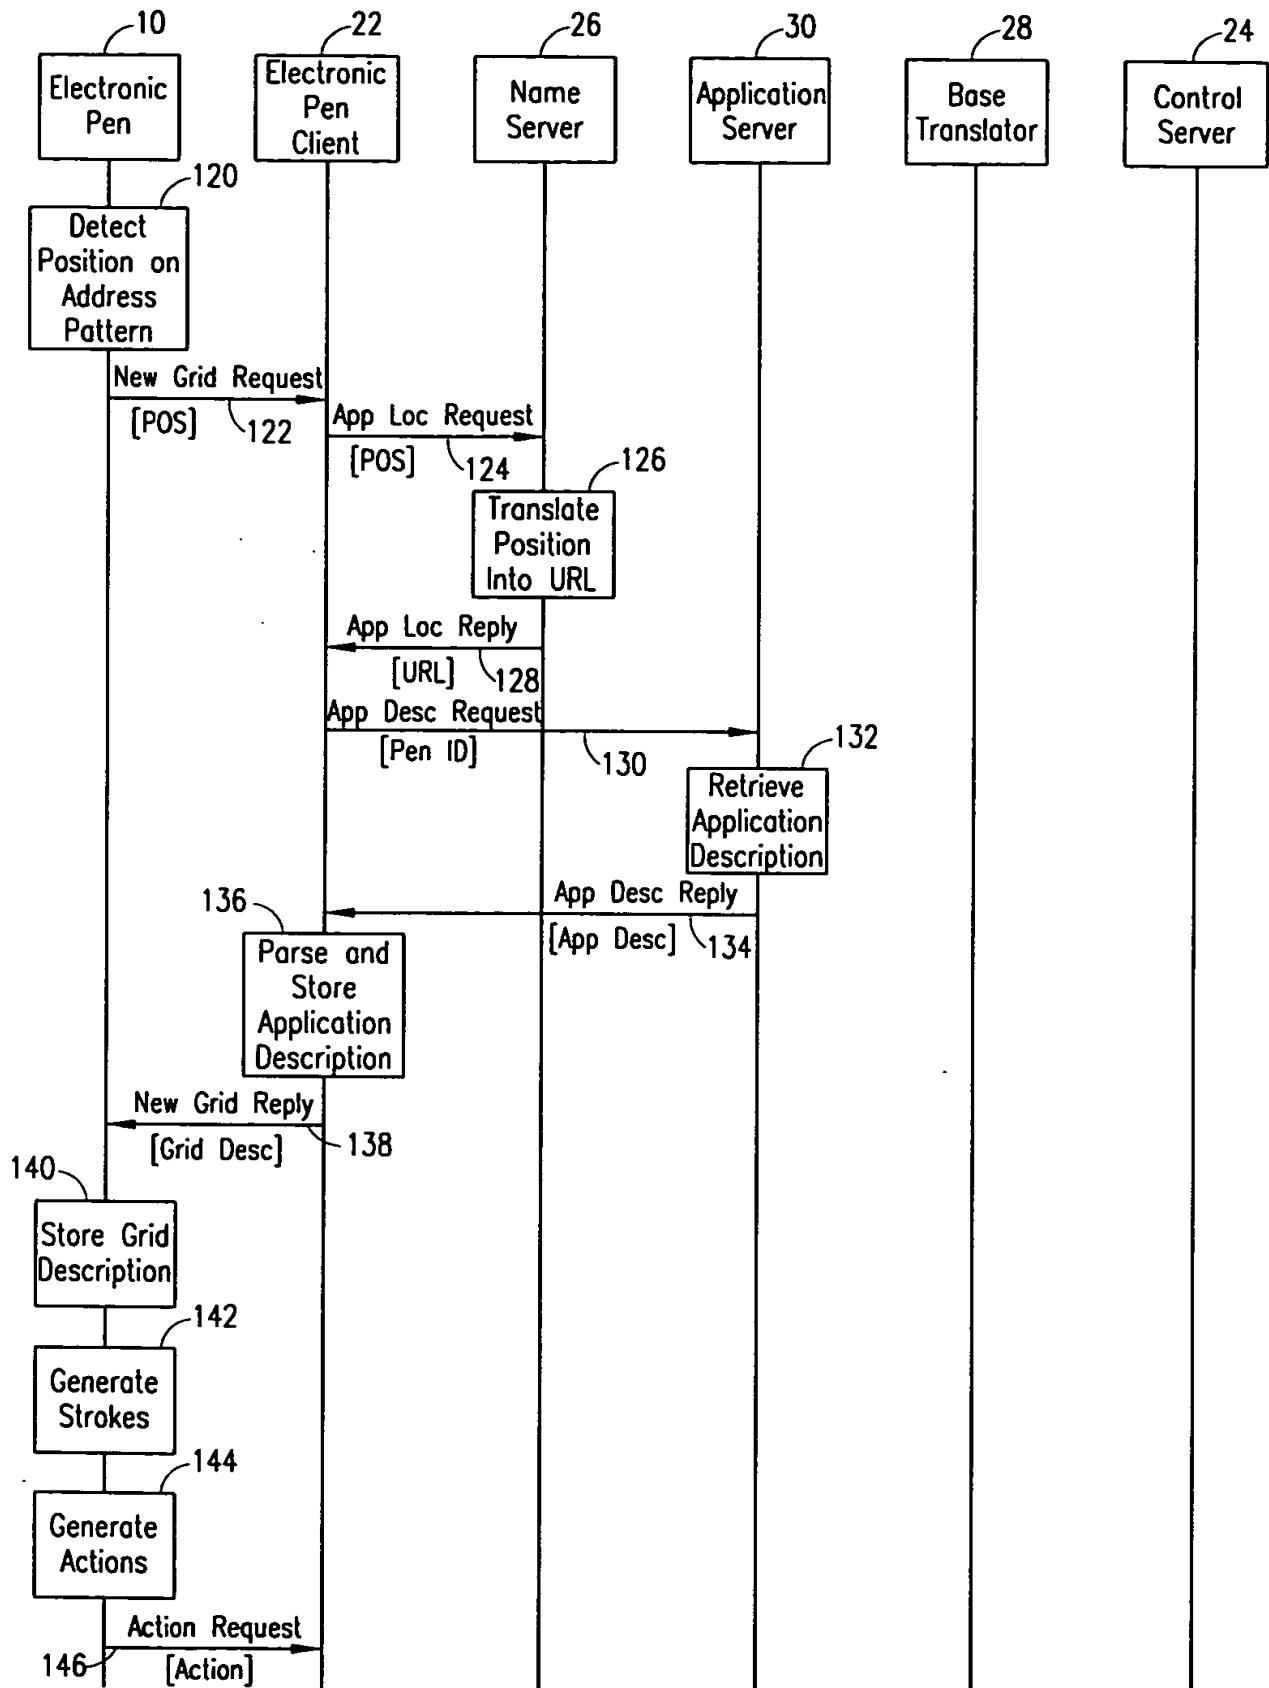 10
22
26
30
28
24
Electronic
Pen
Electronic
Pen
Client
Name
Server
Application
Server
Base
Translator
Control
Server
120
Detect
Position on
Address
Pattern
New Grid Request
[POS]
122
App Loc Request
[POS]
124
126
Translate
Position
Into URL
App Loc Reply
[URL]
128
App Desc Request
[Pen ID]
130
132
Retrieve
Application
Description
App Desc Reply
[App Desc]
134
136
Parse and
Store
Application
Description
New Grid Reply
[Grid Desc]
138
140
Store Grid
Description
142
Generate
Strokes
144
Generate
Actions
Action Request
146
[Action]